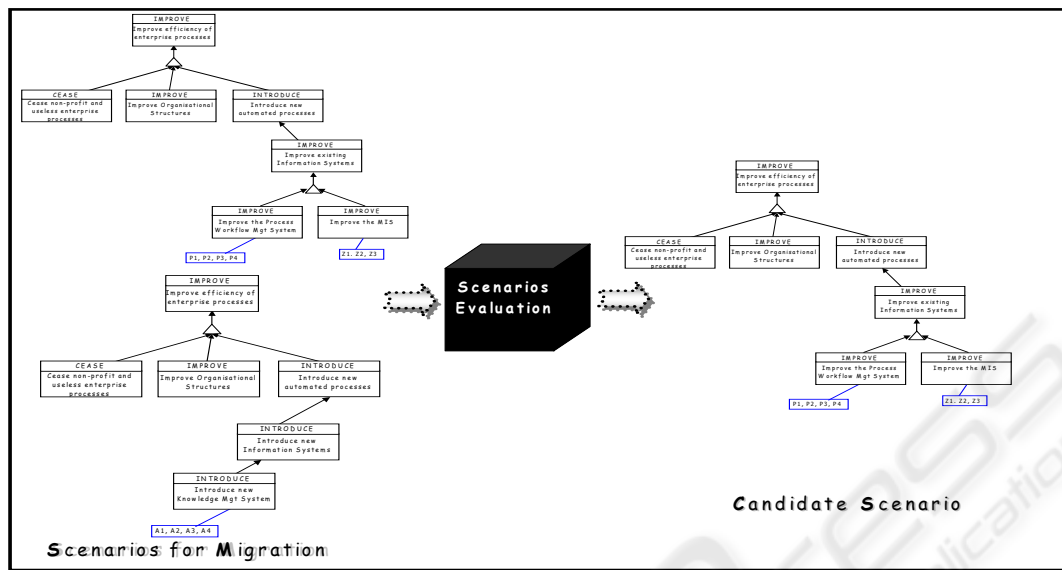 IMPROVE
Improve efficiency of
enterprise processes
CEASE
Cease non-profit and
useless enterprise
processes
IMPROVE
Improve Organisational
Structures
INTRODUCE
Introduce new
automated processes
IMPROVE
Improve existing
Information Systems
IMPROVE
Improve the Process
Workflow Mgt System
IMPROVE
Improve the MIS
P1, P2, P3, P4
Z1. Z2, Z3
IMPROVE
Improve efficiency of
enterprise processes
CEASE
Cease non-profit and
useless enterprise
processes
IMPROVE
Improve Organisational
Structures
INTRODUCE
Introduce new
automated processes
INTRODUCE
Introduce new
Information Systems
INTRODUCE
Introduce new
Knowledge Mgt System
A1, A2, A3, A4
Scenarios for Migration
Scenarios
Evaluation
IMPROVE
Improve efficiency of
enterprise processes
CEASE
Cease non-profit and
useless enterprise
processes
IMPROVE
Improve Organisational
Structures
INTRODUCE
Introduce new
automated processes
IMPROVE
Improve existing
Information Systems
IMPROVE
Improve the Process
Workflow Mgt System
IMPROVE
Improve the MIS
P1, P2, P3, P4
Z1. Z2, Z3
Candidate Scenario